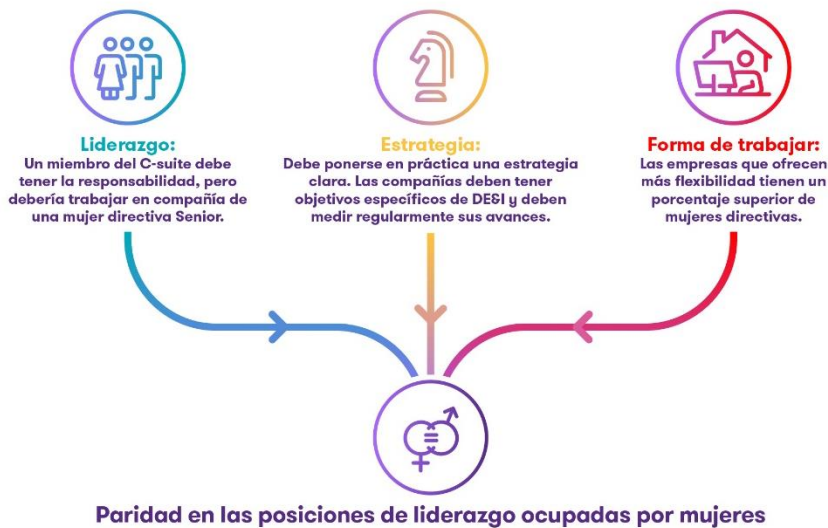 Liderazgo:
Un miembro del C-suite debe
tener la responsabilidad, pero
debería trabajar en compañía de
una mujer directiva Senior.
Estrategia:
Debe ponerse en práctica una estrategia
clara. Las compañías deben tener
objetivos específicos de DE&I y deben
medir regularmente sus avances.
Forma de trabajar:
Las empresas que ofrecen
más flexibilidad tienen un
porcentaje superior de
mujeres directivas.
Paridad en las posiciones de liderazgo ocupadas por mujeres